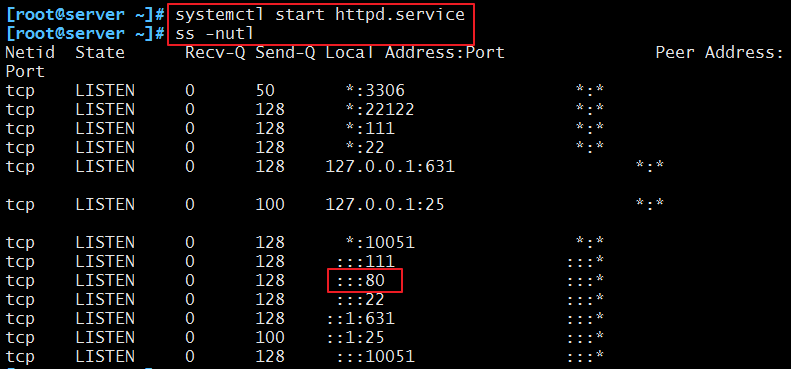 [root@server ~]# systemctl start httpd.service
[root@server ~]# ss -nutl
Netid  State      Recv-Q Send-Q Local Address:Port               Peer Address:
Port
tcp    LISTEN     0      50      *:3306                  *:*
tcp    LISTEN     0      128     *:22122                 *:*
tcp    LISTEN     0      128     *:111                   *:*
tcp    LISTEN     0      128     *:22                    *:*
tcp    LISTEN     0      128    127.0.0.1:631                   *:*
tcp    LISTEN     0      100    127.0.0.1:25                    *:*
tcp    LISTEN     0      128     *:10051                 *:*
tcp    LISTEN     0      128    :::111                  :::*
tcp    LISTEN     0      128    :::80                   :::*
tcp    LISTEN     0      128    :::22                   :::*
tcp    LISTEN     0      128    ::1:631                 :::*
tcp    LISTEN     0      100    ::1:25                  :::*
tcp    LISTEN     0      128    :::10051                :::*